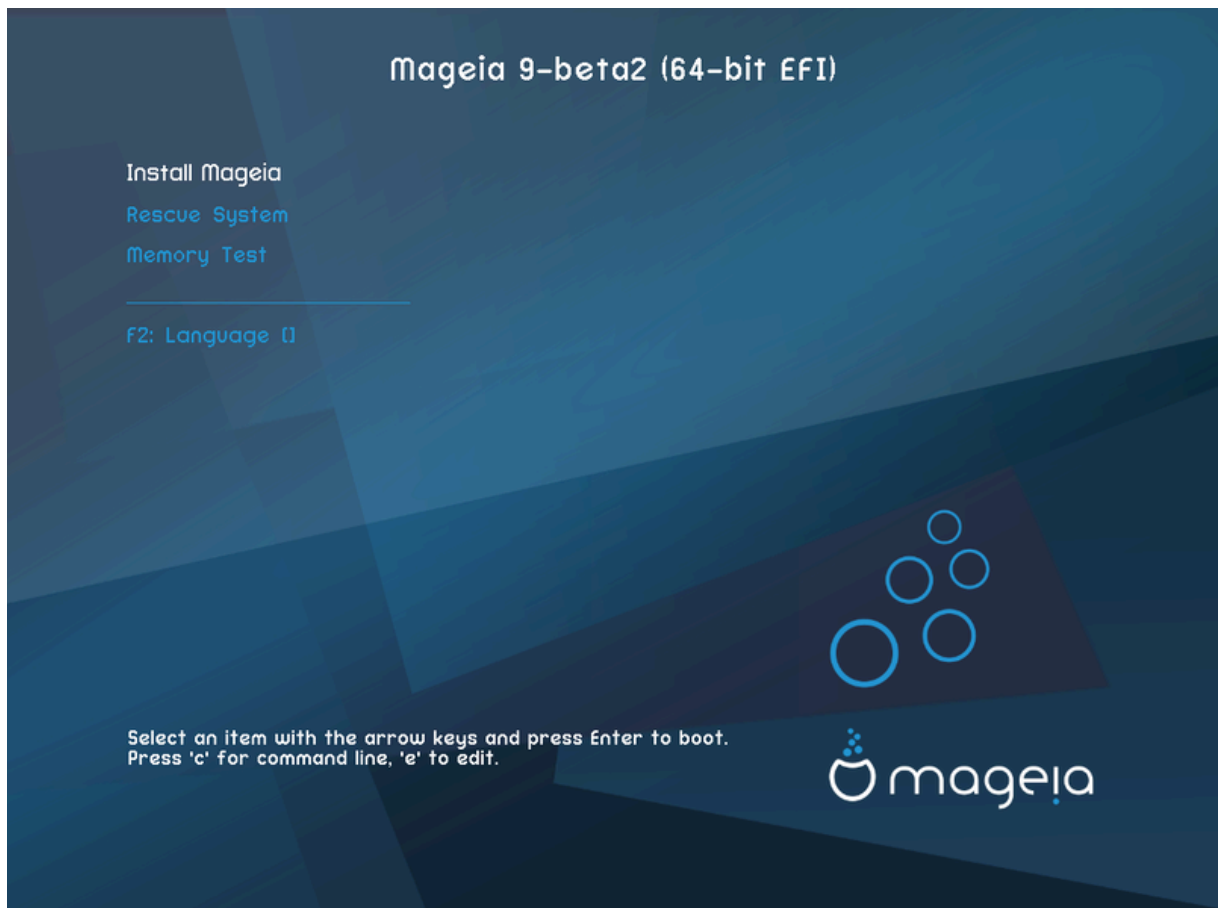 Mageia 9-beta2 (64-bit EFI)
Install Mageia
Rescue System
Memory Test
F2: Language []
Select an item with the arrow keys and press Enter to boot.
Press 'c' for command line, 'e' to edit.
mageia